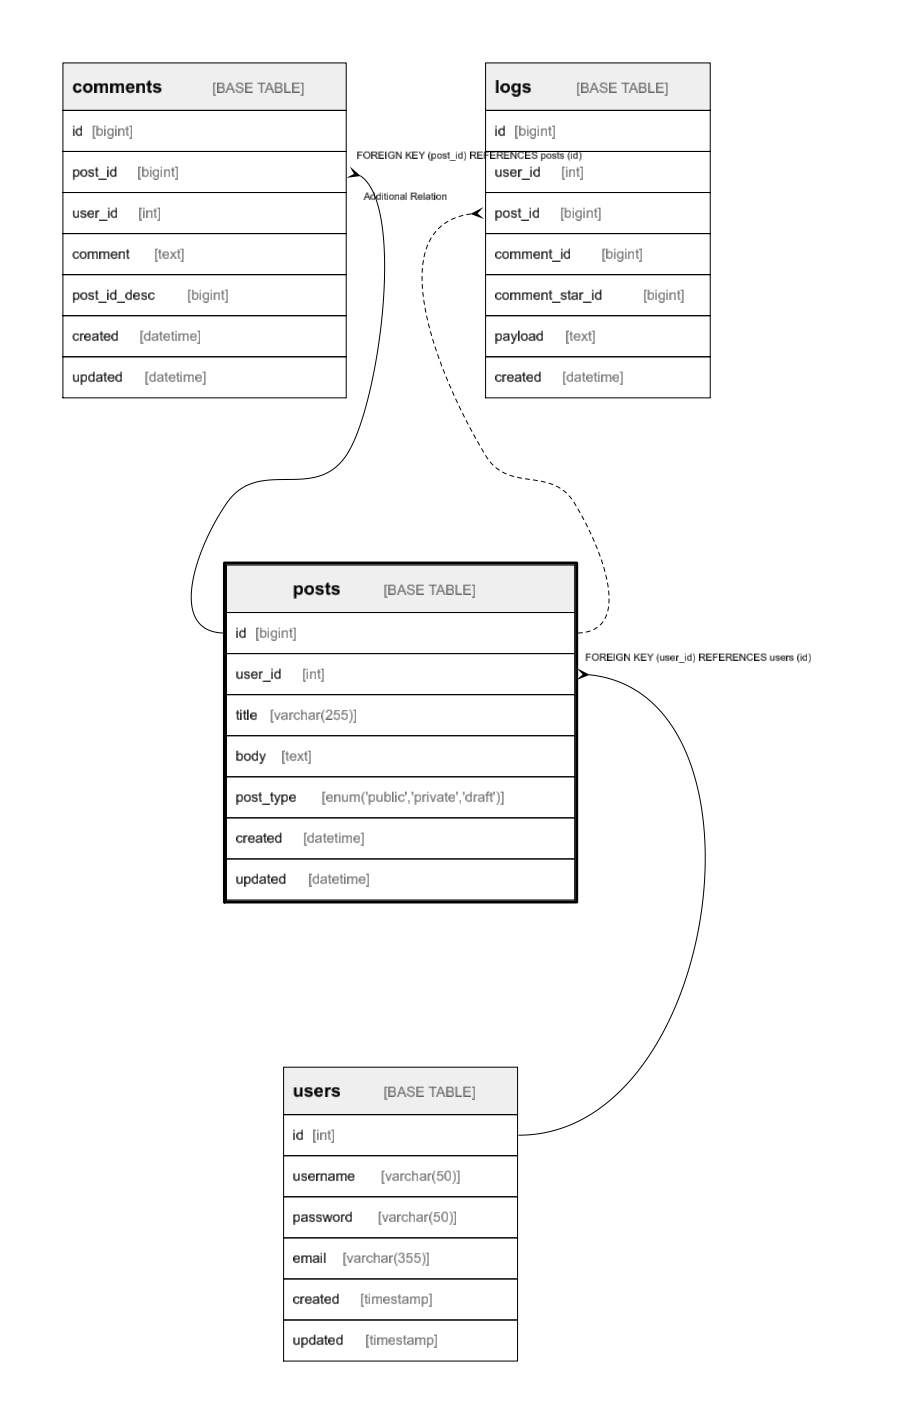 comments [BASE TABLE]
id [bigint]
post_id [bigint]
user_id [int]
comment [text]
post_id_desc [bigint]
created [datetime]
updated [datetime]
FOREIGN KEY (post_id) REFERENCES posts (id)
Additional Relation
logs [BASE TABLE]
id [bigint]
user_id [int]
post_id [bigint]
comment_id [bigint]
comment_star_id [bigint]
payload [text]
created [datetime]
posts [BASE TABLE]
id [bigint]
user_id [int]
title [varchar(255)]
body [text]
post_type [enum('public','private','draft')]
created [datetime]
updated [datetime]
FOREIGN KEY (user_id) REFERENCES users (id)
users [BASE TABLE]
id [int]
username [varchar(50)]
password [varchar(50)]
email [varchar(355)]
created [timestamp]
updated [timestamp]